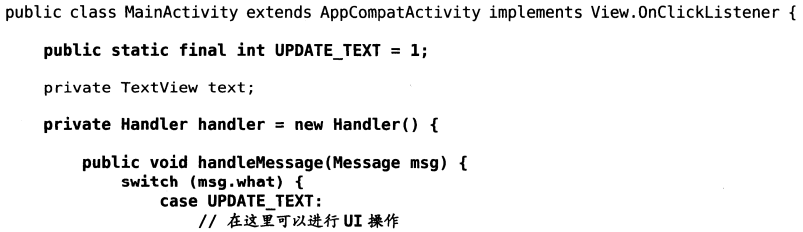 public class MainActivity extends AppCompatActivity implements View.OnClickListener {
public static final int UPDATE_TEXT = 1;
private TextView text;
private Handler handler = new Handler() {
public void handleMessage(Message msg) {
switch (msg.what) {
case UPDATE_TEXT:
// 在这里可以进行 UI 操作